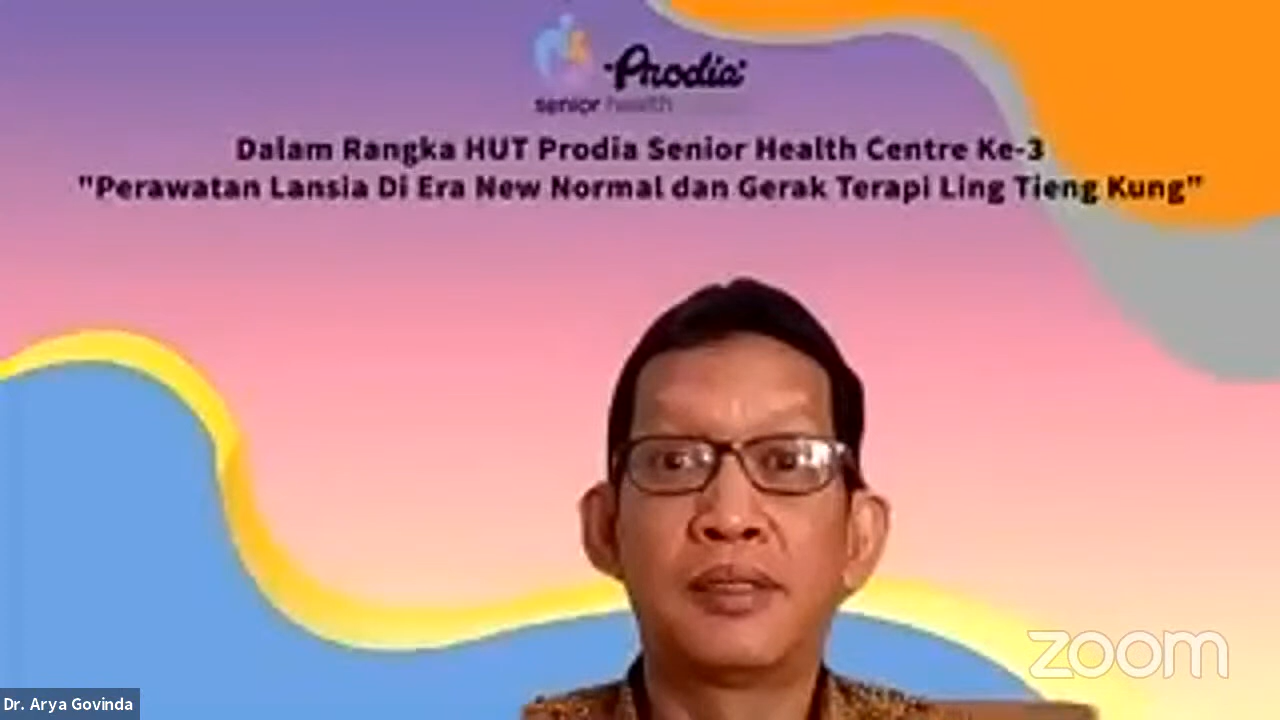 Prodia
senior health
Dalam Rangka HUT Prodia Senior Health Centre Ke-3
"Perawatan Lansia Di Era New Normal dan Gerak Terapi Ling Tieng Kung"
zoom
Dr. Arya Govinda